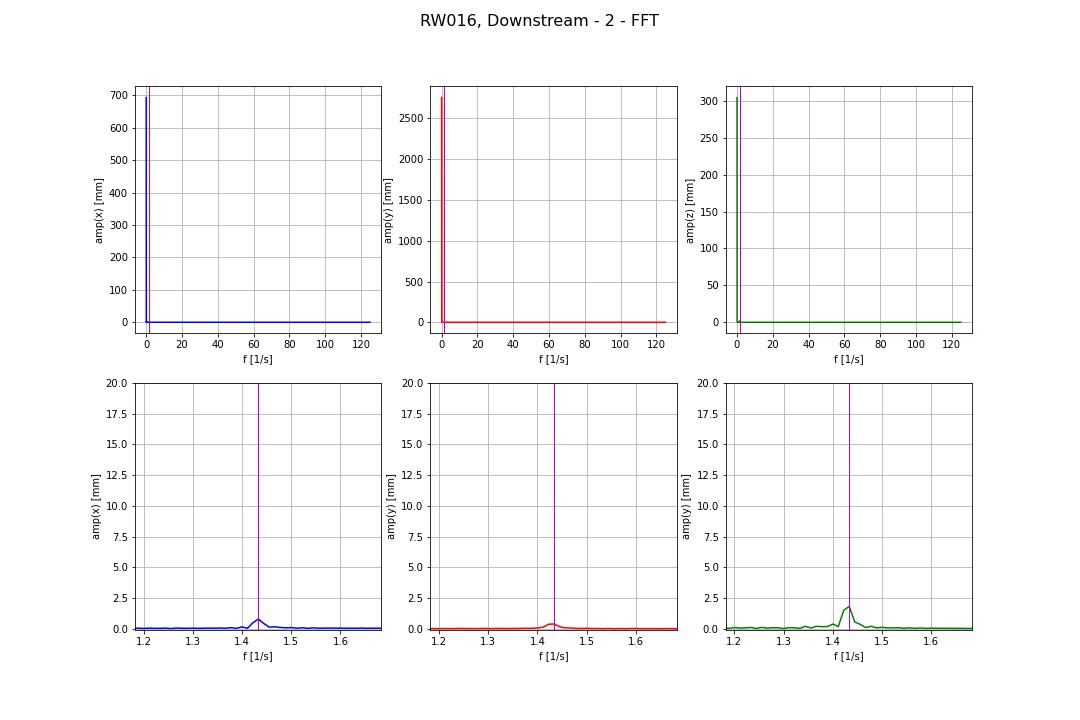 RW016, Downstream - 2 - FFT
amp(x) [mm]
700
600
500
400
300
200
100
0
0 20 40 60 80 100 120
f [1/s]
amp(y) [mm]
2500
2000
1500
1000
500
0
0 20 40 60 80 100 120
f [1/s]
amp(z) [mm]
300
250
200
150
100
50
0
0 20 40 60 80 100 120
f [1/s]
amp(x) [mm]
20.0
17.5
15.0
12.5
10.0
7.5
5.0
2.5
0.0
1.2 1.3 1.4 1.5 1.6
f [1/s]
amp(y) [mm]
20.0
17.5
15.0
12.5
10.0
7.5
5.0
2.5
0.0
1.2 1.3 1.4 1.5 1.6
f [1/s]
amp(y) [mm]
20.0
17.5
15.0
12.5
10.0
7.5
5.0
2.5
0.0
1.2 1.3 1.4 1.5 1.6
f [1/s]